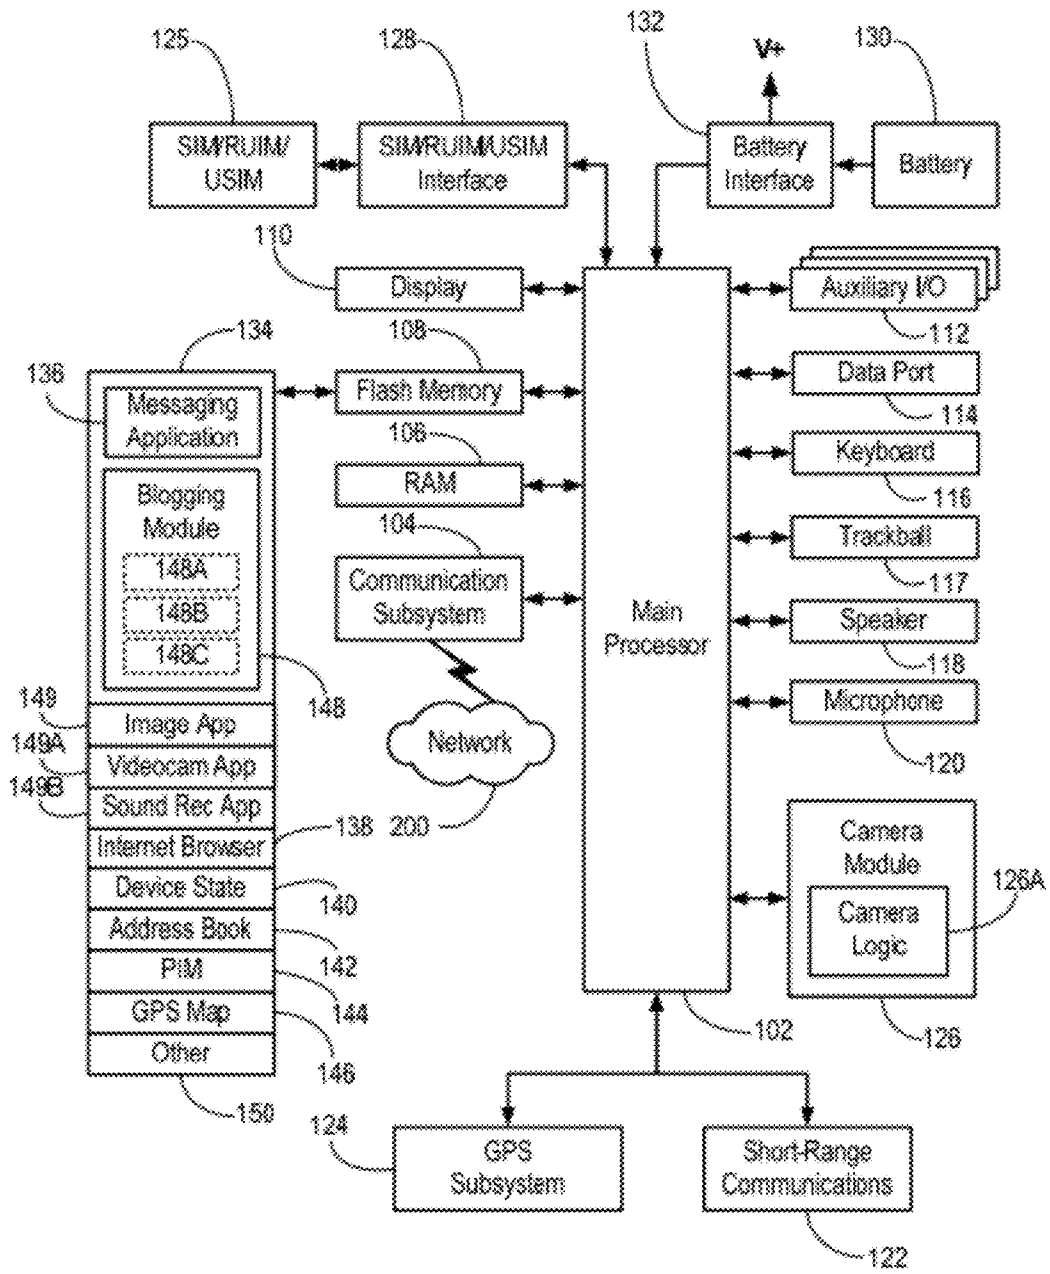 125
128
132
V+
130
SIM/RUIM/
USIM
SIM/RUIM/USIM
Interface
Battery
Interface
Battery
110
Display
Auxiliary I/O
112
134
108
136
Messaging
Application
Flash Memory
Data Port
114
106
RAM
Keyboard
116
Blogging
Module
148A
148B
148C
148
104
Communication
Subsystem
Main
Processor
Trackball
117
Speaker
118
Microphone
120
Network
200
149
Image App
149A
Videocam App
149B
Sound Rec App
Internet Browser
138
Device State
140
Address Book
142
PIM
144
GPS Map
146
Other
150
Camera
Module
Camera
Logic
126A
126
102
124
GPS
Subsystem
Short-Range
Communications
122